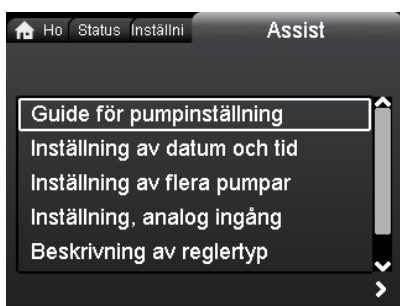 Ho Status Inställni Assist
Guide för pumpinställning
Inställning av datum och tid
Inställning av flera pumpar
Inställning, analog ingång
Beskrivning av reglertyp